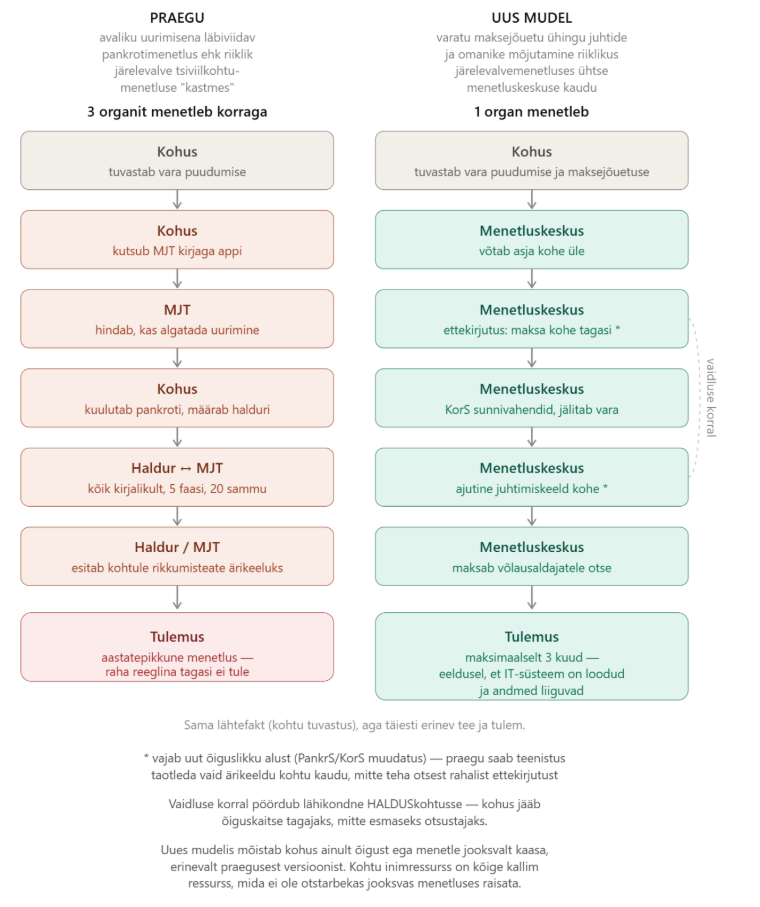 PRAEGU
avaliku uurimisena läbiviidav
pankrotimenetlus ehk riiklik
järelevalve tsiviilkohtu-
menetluse "kastmes"
3 organit menetleb korraga
Kohus
tuvastab vara puudumise
Kohus
kutsub MJT kirjaga appi
MJT
hindab, kas algatada uurimine
Kohus
kuulutab pankroti, määrab halduri
Haldur ↔ MJT
kõik kirjalikult, 5 faasi, 20 sammu
Haldur / MJT
esitab kohtule rikkumisteate ärikeeluks
Tulemus
aastatepikkune menetlus —
raha reeglina tagasi ei tule
UUS MUDEL
varatu maksejõuetu ühingu juhtide
ja omanike mõjutamine riiklikus
järelevalvemenetluses ühtse
menetluskeskuse kaudu
1 organ menetleb
Kohus
tuvastab vara puudumise ja maksejõuetuse
Menetluskeskus
võtab asja kohe üle
Menetluskeskus
ettekirjutus: maksa kohe tagasi *
Menetluskeskus
KorS sunnivahendid, jälitab vara
Menetluskeskus
ajutine juhtimiskeeld kohe *
Menetluskeskus
maksab võlausaldajatele otse
Tulemus
maksimaalselt 3 kuud —
eeldusel, et IT-süsteem on loodud
ja andmed liiguvad
vaidluse korral
Sama lähtefakt (kohtu tuvastus), aga täiesti erinev tee ja tulem.
* vajab uut õiguslikku alust (PankrS/KorS muudatus) — praegu saab teenistus
taotleda vaid ärikeeldu kohtu kaudu, mitte teha otsest rahalist ettekirjutust
Vaidluse korral pöördub lähikondne HALDUSkohtusse — kohus jääb
õiguskaitse tagajaks, mitte esmaseks otsustajaks.
Uues mudelis mõistab kohus ainult õigust ega menetle jooksvalt kaasa,
erinevalt praegusest versioonist. Kohtu inimressurss on kõige kallim
ressurss, mida ei ole otstarbekas jooksvas menetluses raisata.